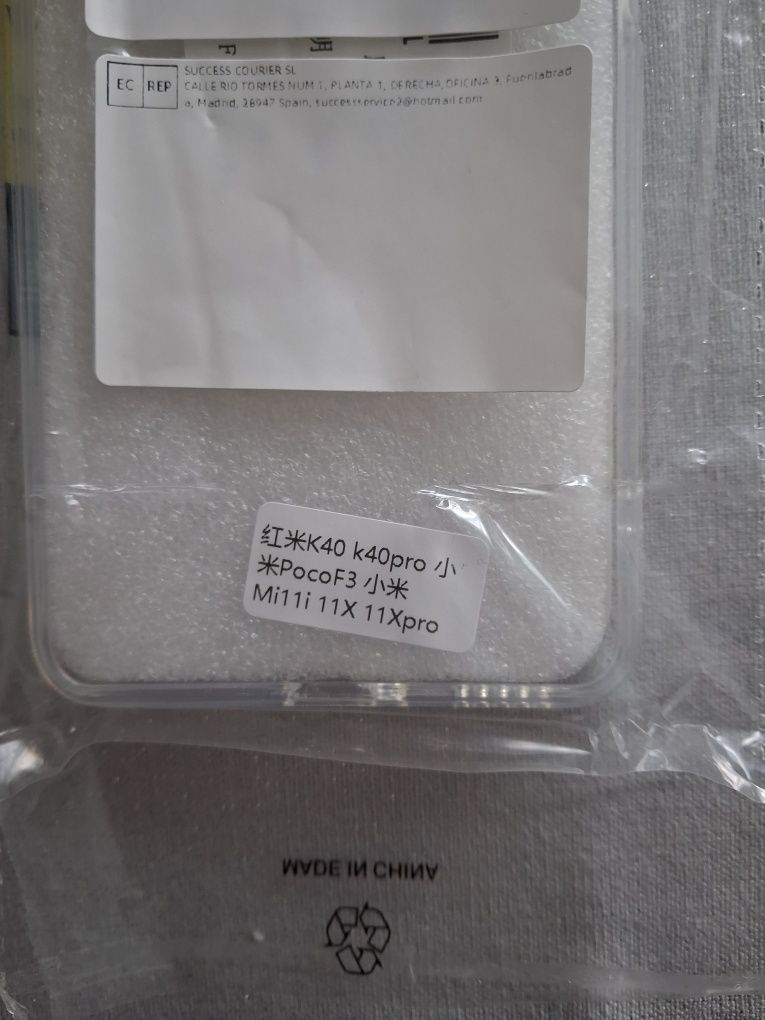 EC REP
SUCCESS COURIER SL
CALLE RIO TORMES NUM 1, PLANTA 1, DERECHA, OFICINA 3, Fuenlabrad
a, Madrid, 28947 Spain, successservice2@hotmail.com
红米K40 k40pro 小
米PocoF3 小米
Mi11i 11X 11Xpro
MADE IN CHINA